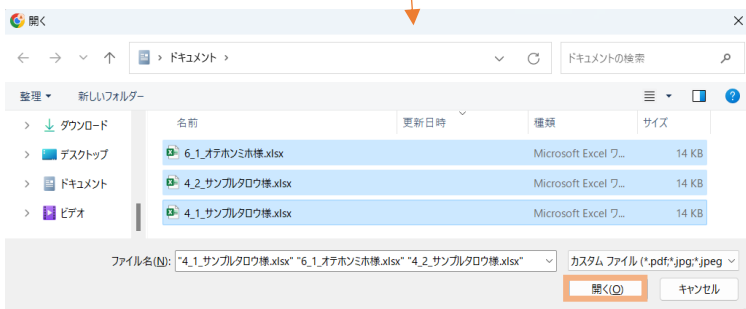 開く
ドキュメント
ドキュメントの検索
整理 新しいフォルダー
名前 更新日時 種類 サイズ
ダウンロード
デスクトップ
ドキュメント
ビデオ
6_1_オテホンミホ様.xlsx Microsoft Excel ワ... 14 KB
4_2_サンプルタロウ様.xlsx Microsoft Excel ワ... 14 KB
4_1_サンプルタロウ様.xlsx Microsoft Excel ワ... 14 KB
ファイル名(N): "4_1_サンプルタロウ様.xlsx" "6_1_オテホンミホ様.xlsx" "4_2_サンプルタロウ様.xlsx" カスタム ファイル (*.pdf;*.jpg;*.jpeg
開く(O) キャンセル